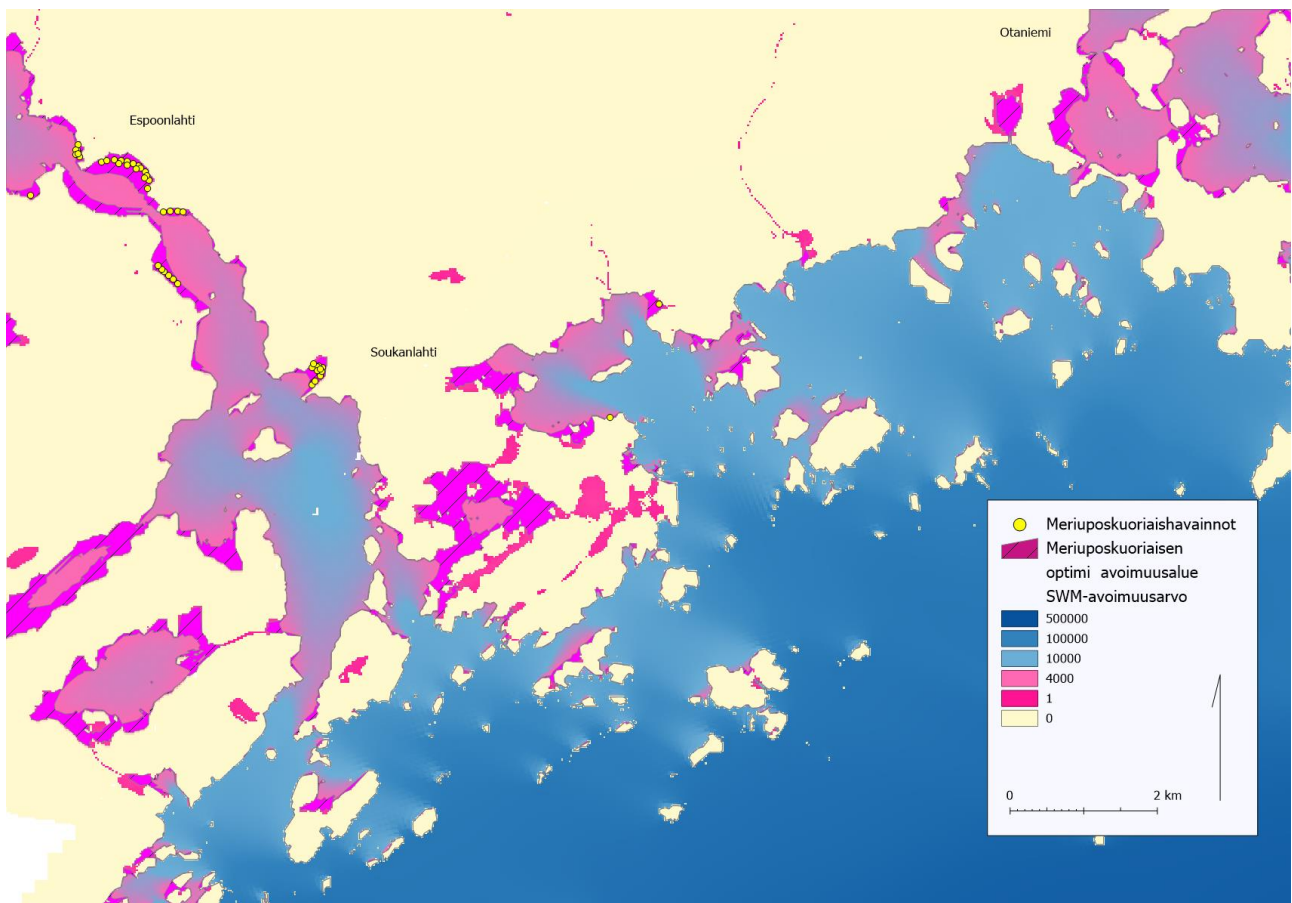 Otaniemi
Espoonlahti
Soukanlahti
Meriuposkuoriaishavainnot
Meriuposkuoriaisen
optimi avoimuusalue
SWM-avoimuusarvo
500000
100000
10000
4000
1
0
0 2 km